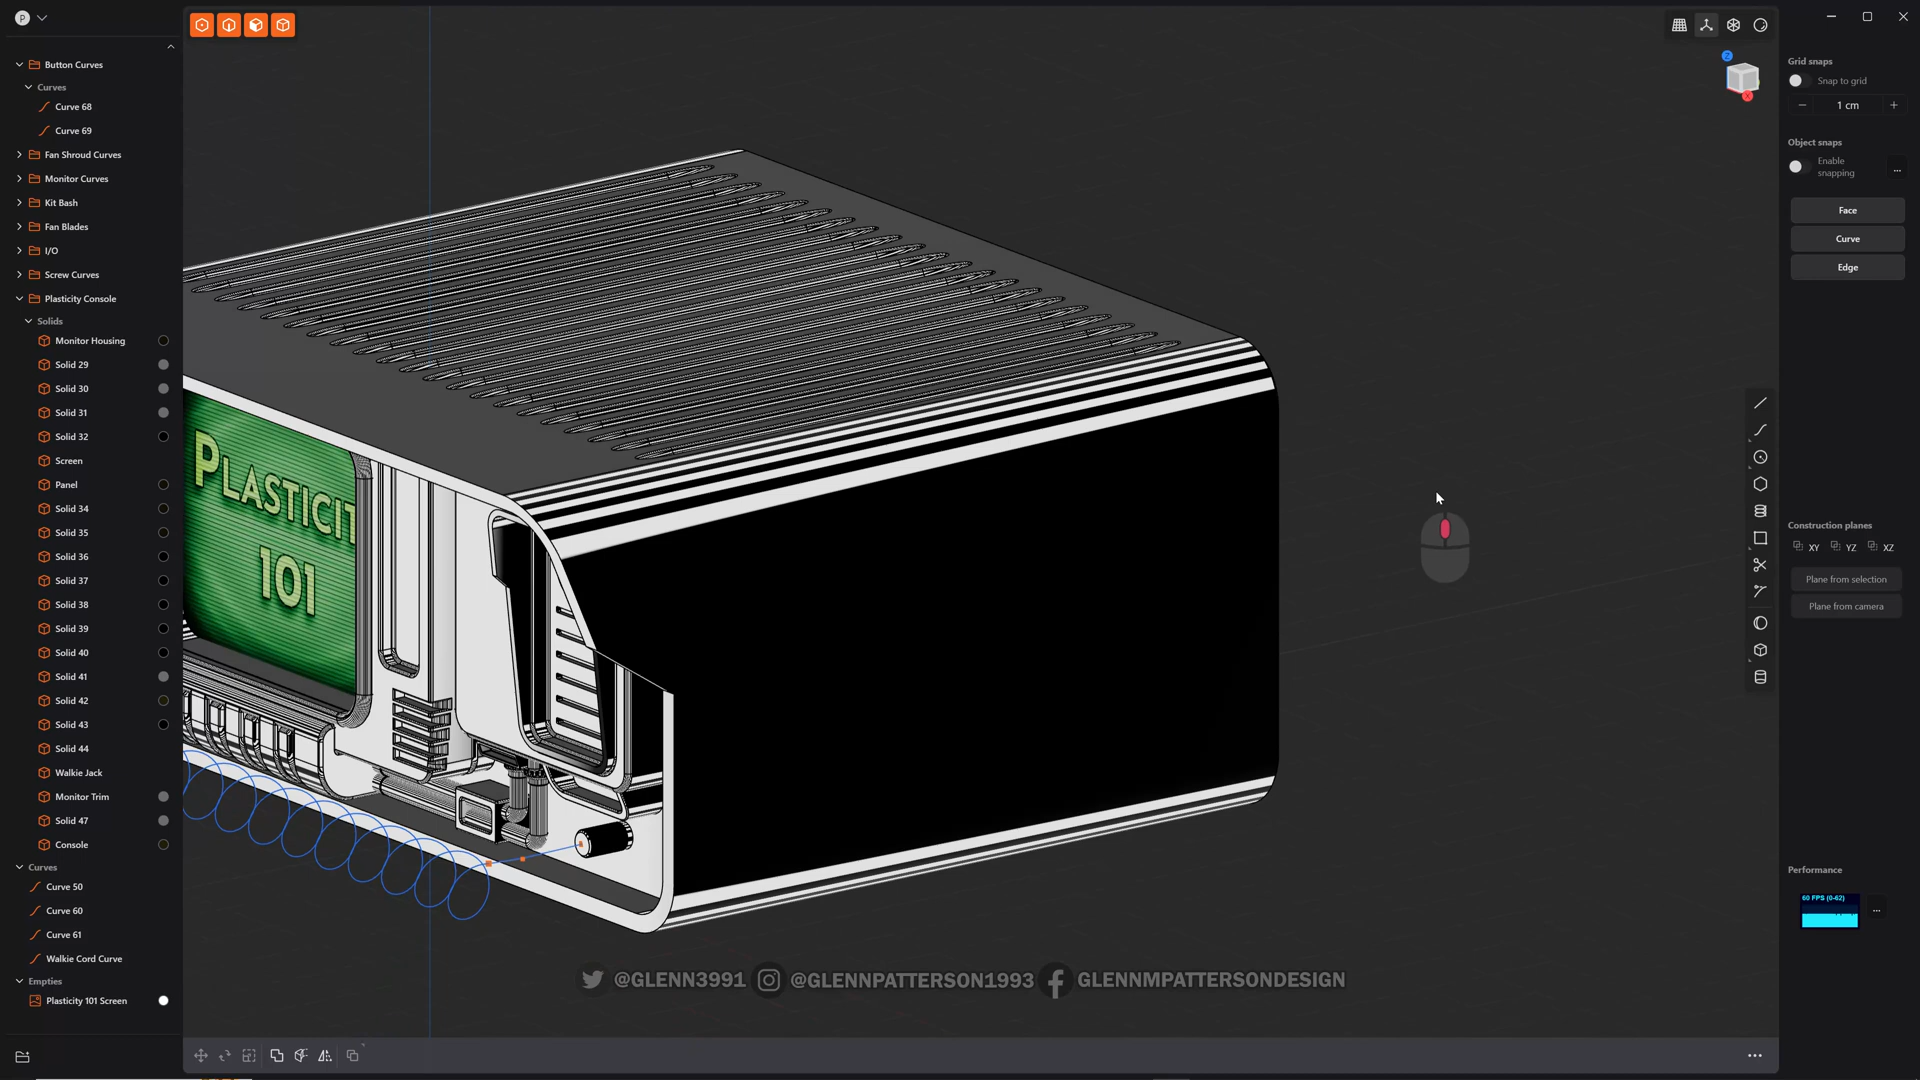 P
Button Curves
Curves
Curve 68
Curve 69
Fan Shroud Curves
Monitor Curves
Kit Bash
Fan Blades
I/O
Screw Curves
Plasticity Console
Solids
Monitor Housing
Solid 29
Solid 30
Solid 31
Solid 32
Screen
Panel
Solid 34
Solid 35
Solid 36
Solid 37
Solid 38
Solid 39
Solid 40
Solid 41
Solid 42
Solid 43
Solid 44
Walkie Jack
Monitor Trim
Solid 47
Console
Curves
Curve 50
Curve 60
Curve 61
Walkie Cord Curve
Empties
Plasticity 101 Screen
PLASTICIT
101
@GLENN3991 @GLENNPATTERSON1993 GLENNMPATTERSONDESIGN
Z
X
Grid snaps
Snap to grid
− 1 cm +
Object snaps
Enable
snapping
...
Face
Curve
Edge
Construction planes
XY YZ XZ
Plane from selection
Plane from camera
Performance
60 FPS (0-62)
...